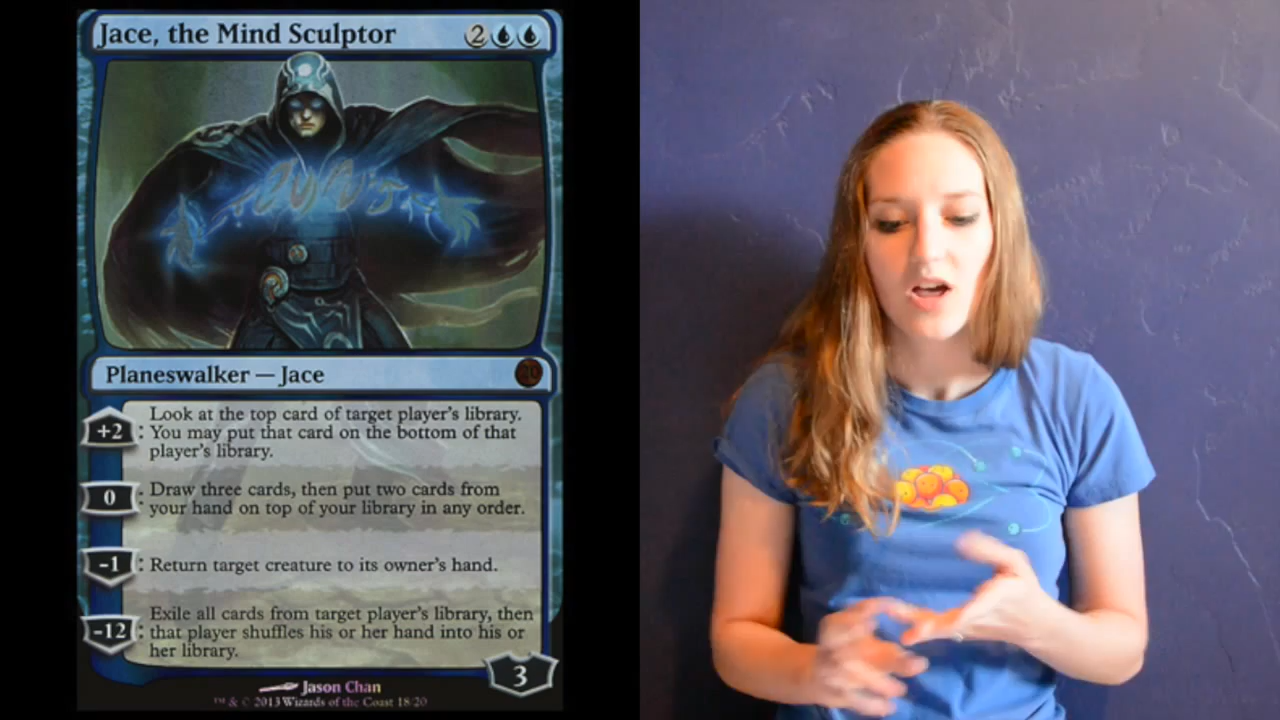 Jace, the Mind Sculptor 2
Planeswalker — Jace
+2: Look at the top card of target player's library.
You may put that card on the bottom of that
player's library.
0: Draw three cards, then put two cards from
your hand on top of your library in any order.
-1: Return target creature to its owner's hand.
-12: Exile all cards from target player's library, then
that player shuffles his or her hand into his or
her library.
3
Jason Chan
™ & © 2013 Wizards of the Coast 18/20